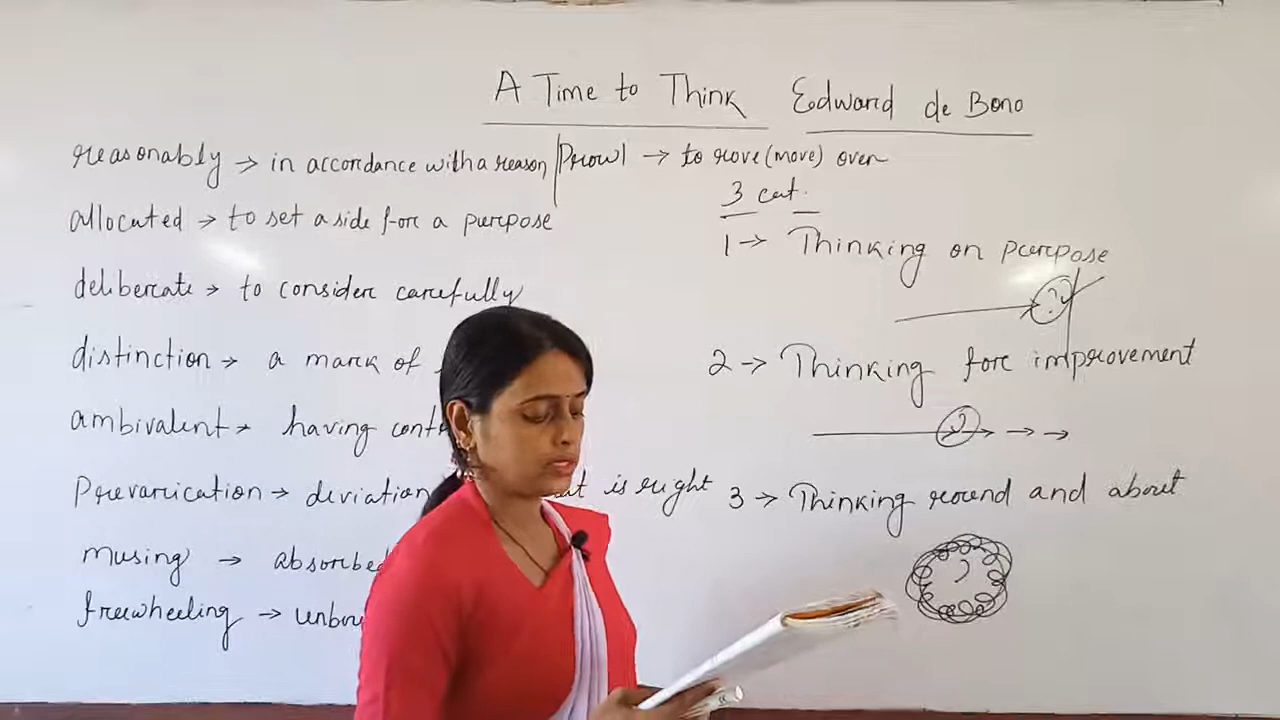 A Time to Think Edward de Bono
reasonably → in accordance with a reason
allocated → to set a side for a purpose
deliberate → to consider carefully
distinction → a mark of
ambivalent → having
Prevarication → deviation is right
musing → absorbed
freewheeling →
Prowl → to rove (move) over
3 cat.
1 → Thinking on purpose
?
2 → Thinking for improvement
3 → Thinking round and about
?